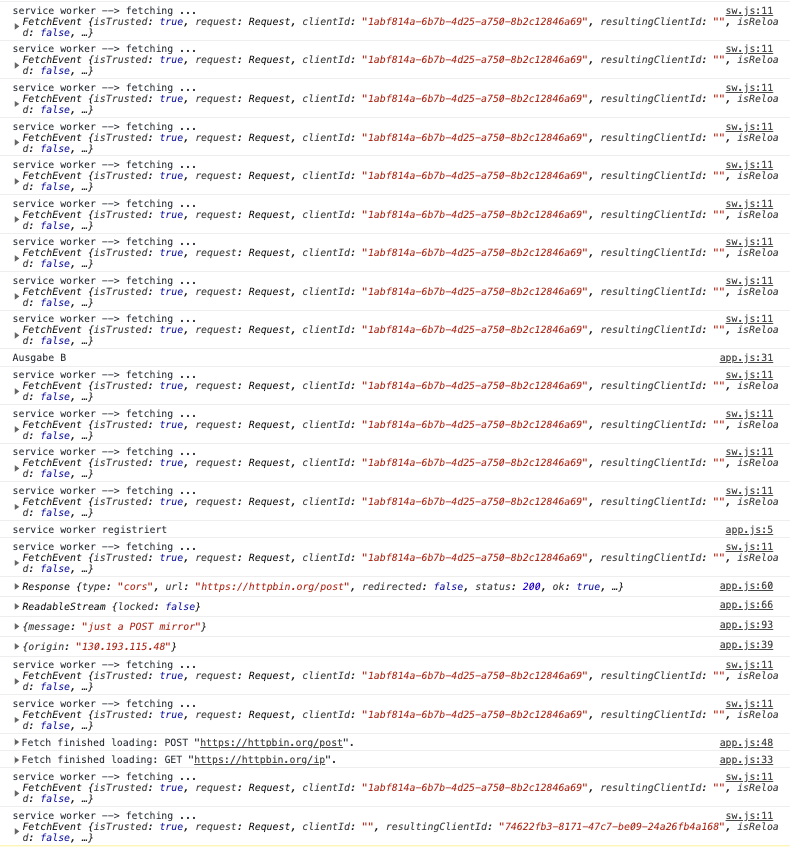 service worker ––> fetching ... sw.js:11
FetchEvent {isTrusted: true, request: Request, clientId: "1abf814a-6b7b-4d25-a750-8b2c12846a69", resultingClientId: "", isReloa
d: false, …}
service worker ––> fetching ... sw.js:11
FetchEvent {isTrusted: true, request: Request, clientId: "1abf814a-6b7b-4d25-a750-8b2c12846a69", resultingClientId: "", isReloa
d: false, …}
service worker ––> fetching ... sw.js:11
FetchEvent {isTrusted: true, request: Request, clientId: "1abf814a-6b7b-4d25-a750-8b2c12846a69", resultingClientId: "", isReloa
d: false, …}
service worker ––> fetching ... sw.js:11
FetchEvent {isTrusted: true, request: Request, clientId: "1abf814a-6b7b-4d25-a750-8b2c12846a69", resultingClientId: "", isReloa
d: false, …}
service worker ––> fetching ... sw.js:11
FetchEvent {isTrusted: true, request: Request, clientId: "1abf814a-6b7b-4d25-a750-8b2c12846a69", resultingClientId: "", isReloa
d: false, …}
service worker ––> fetching ... sw.js:11
FetchEvent {isTrusted: true, request: Request, clientId: "1abf814a-6b7b-4d25-a750-8b2c12846a69", resultingClientId: "", isReloa
d: false, …}
service worker ––> fetching ... sw.js:11
FetchEvent {isTrusted: true, request: Request, clientId: "1abf814a-6b7b-4d25-a750-8b2c12846a69", resultingClientId: "", isReloa
d: false, …}
service worker ––> fetching ... sw.js:11
FetchEvent {isTrusted: true, request: Request, clientId: "1abf814a-6b7b-4d25-a750-8b2c12846a69", resultingClientId: "", isReloa
d: false, …}
service worker ––> fetching ... sw.js:11
FetchEvent {isTrusted: true, request: Request, clientId: "1abf814a-6b7b-4d25-a750-8b2c12846a69", resultingClientId: "", isReloa
d: false, …}
Ausgabe B app.js:31
service worker ––> fetching ... sw.js:11
FetchEvent {isTrusted: true, request: Request, clientId: "1abf814a-6b7b-4d25-a750-8b2c12846a69", resultingClientId: "", isReloa
d: false, …}
service worker ––> fetching ... sw.js:11
FetchEvent {isTrusted: true, request: Request, clientId: "1abf814a-6b7b-4d25-a750-8b2c12846a69", resultingClientId: "", isReloa
d: false, …}
service worker ––> fetching ... sw.js:11
FetchEvent {isTrusted: true, request: Request, clientId: "1abf814a-6b7b-4d25-a750-8b2c12846a69", resultingClientId: "", isReloa
d: false, …}
service worker ––> fetching ... sw.js:11
FetchEvent {isTrusted: true, request: Request, clientId: "1abf814a-6b7b-4d25-a750-8b2c12846a69", resultingClientId: "", isReloa
d: false, …}
service worker registriert app.js:5
service worker ––> fetching ... sw.js:11
FetchEvent {isTrusted: true, request: Request, clientId: "1abf814a-6b7b-4d25-a750-8b2c12846a69", resultingClientId: "", isReloa
d: false, …}
Response {type: "cors", url: "https://httpbin.org/post", redirected: false, status: 200, ok: true, …} app.js:60
ReadableStream {locked: false} app.js:66
{message: "just a POST mirror"} app.js:93
{origin: "130.193.115.48"} app.js:39
service worker ––> fetching ... sw.js:11
FetchEvent {isTrusted: true, request: Request, clientId: "1abf814a-6b7b-4d25-a750-8b2c12846a69", resultingClientId: "", isReloa
d: false, …}
service worker ––> fetching ... sw.js:11
FetchEvent {isTrusted: true, request: Request, clientId: "1abf814a-6b7b-4d25-a750-8b2c12846a69", resultingClientId: "", isReloa
d: false, …}
Fetch finished loading: POST "https://httpbin.org/post". app.js:48
Fetch finished loading: GET "https://httpbin.org/ip". app.js:33
service worker ––> fetching ... sw.js:11
FetchEvent {isTrusted: true, request: Request, clientId: "1abf814a-6b7b-4d25-a750-8b2c12846a69", resultingClientId: "", isReloa
d: false, …}
service worker ––> fetching ... sw.js:11
FetchEvent {isTrusted: true, request: Request, clientId: "", resultingClientId: "74622fb3-8171-47c7-be09-24a26fb4a168", isReloa
d: false, …}